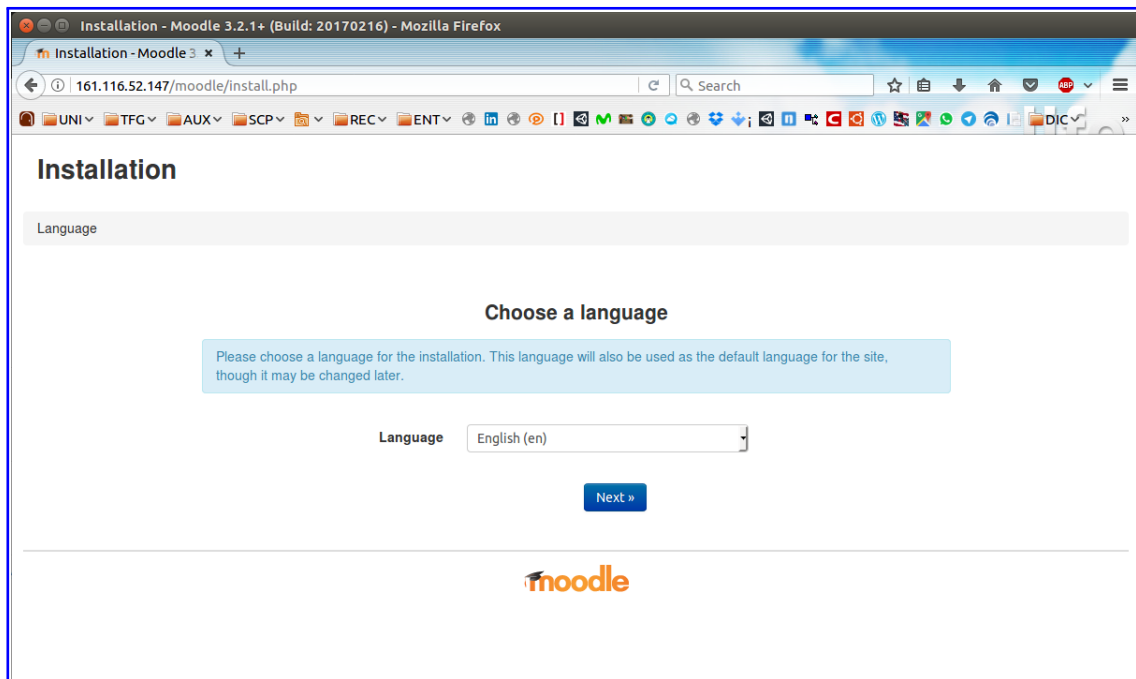 Installation - Moodle 3.2.1+ (Build: 20170216) - Mozilla Firefox
Installation - Moodle 3
161.116.52.147/moodle/install.php
Search
ABP
UNI TFG AUX SCP REC ENT DIC
Installation
Language
Choose a language
Please choose a language for the installation. This language will also be used as the default language for the site,
though it may be changed later.
Language English (en)
Next »
moodle